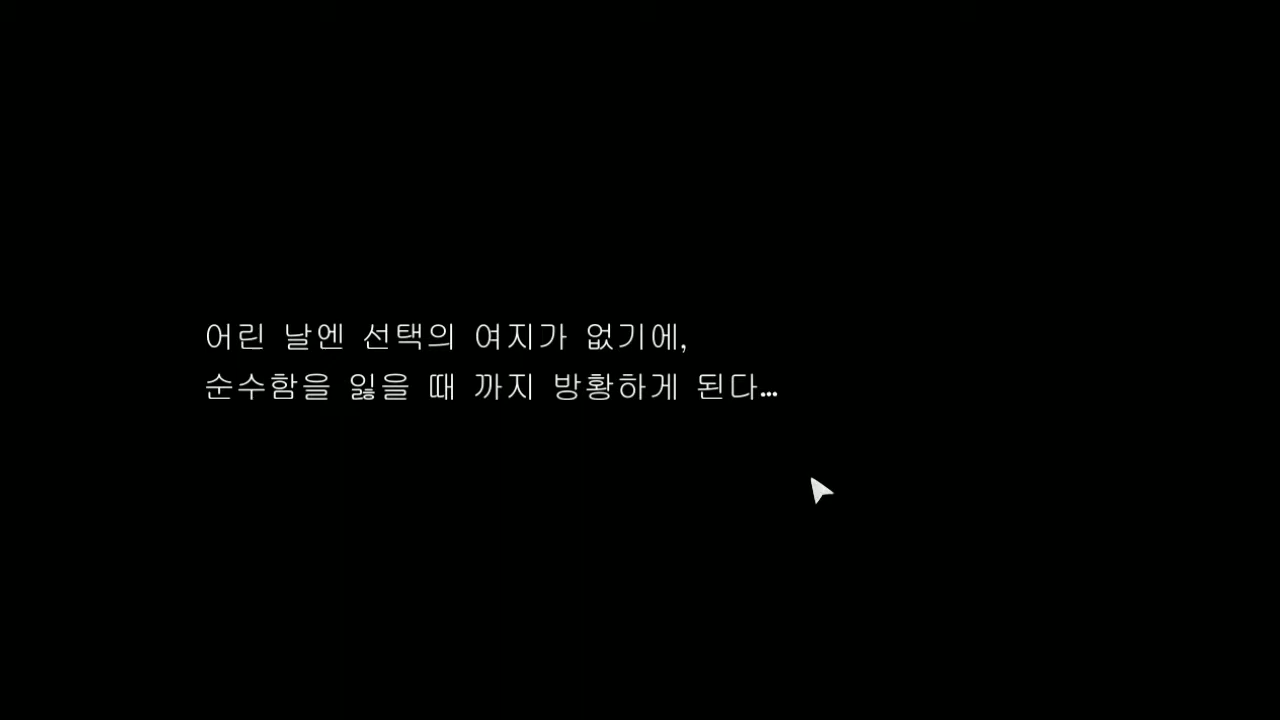 어린 날엔 선택의 여지가 없기에,
순수함을 잃을 때 까지 방황하게 된다...